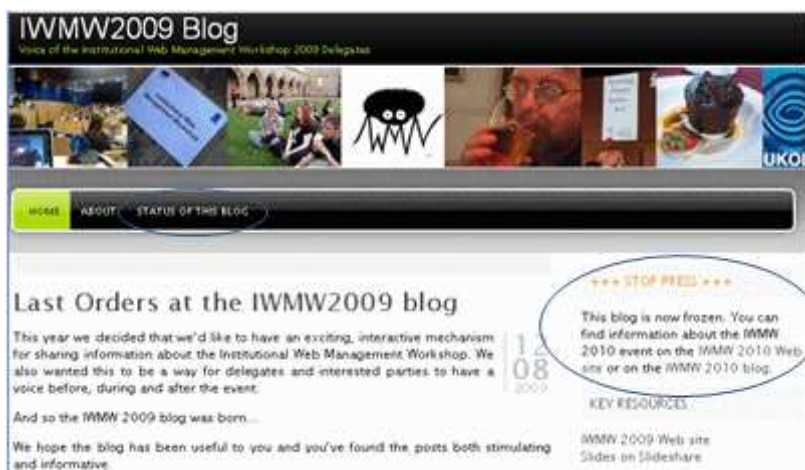 IWMW2009 Blog
Voice of the Institutional Web Management Workshop 2009 Delegates
UKOL
HOME ABOUT STATUS OF THIS BLOG
Last Orders at the IWMW2009 blog
12
08
2009
This year we decided that we'd like to have an exciting, interactive mechanism
for sharing information about the Institutional Web Management Workshop. We
also wanted this to be a way for delegates and interested parties to have a
voice before, during and after the event.
And so the IWMW 2009 blog was born...
We hope the blog has been useful to you and you've found the posts both stimulating
and informative.
+++ STOP PRESS +++
This blog is now frozen. You can
find information about the IWMW
2010 event on the IWMW 2010 Web
site or on the IWMW 2010 blog.
KEY RESOURCES
IWMW 2009 Web site
Slides on Slideshare